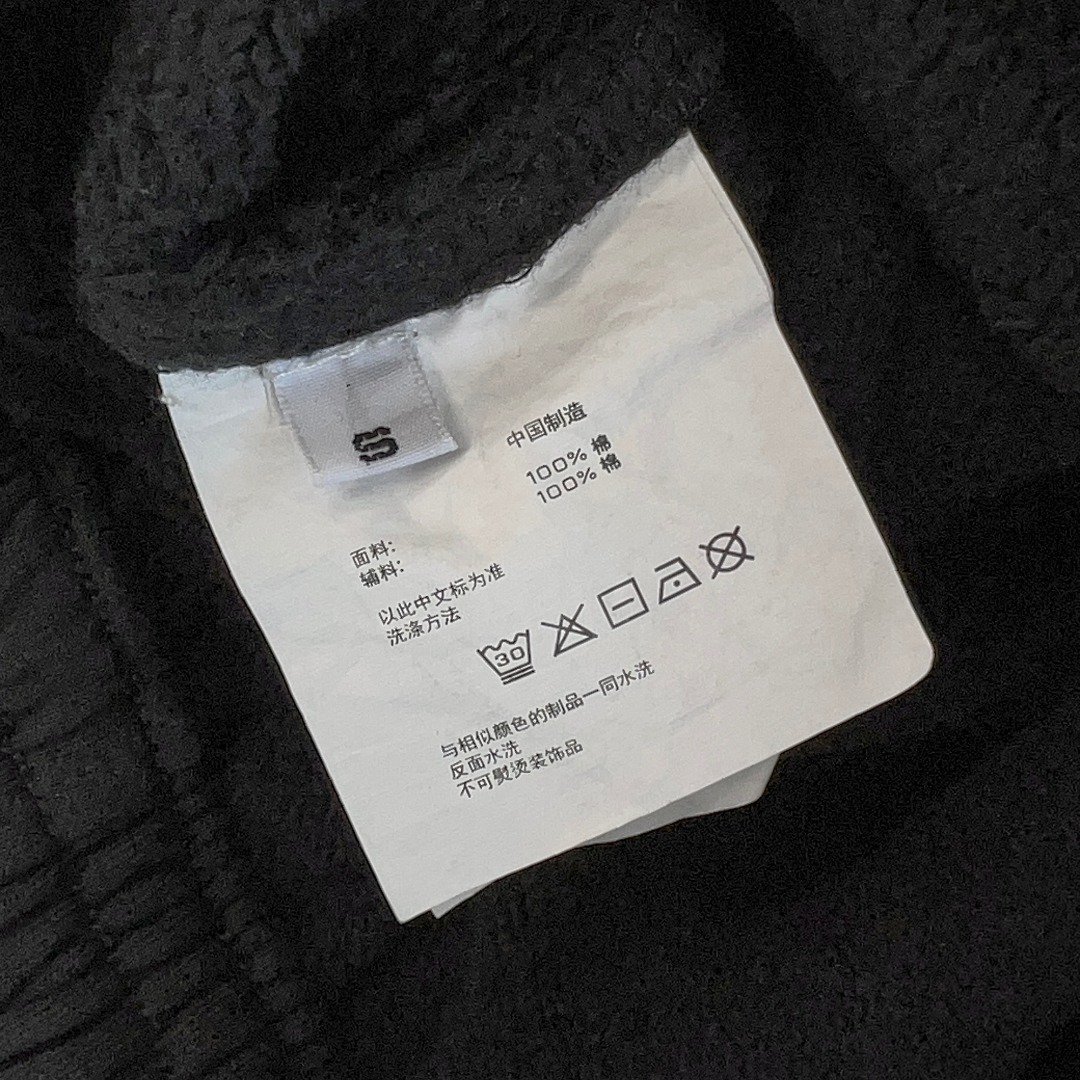 S
中国制造
100% 棉
100% 棉
面料:
辅料:
以此中文标为准
洗涤方法
30
与相似颜色的制品一同水洗
反面水洗
不可熨烫装饰品